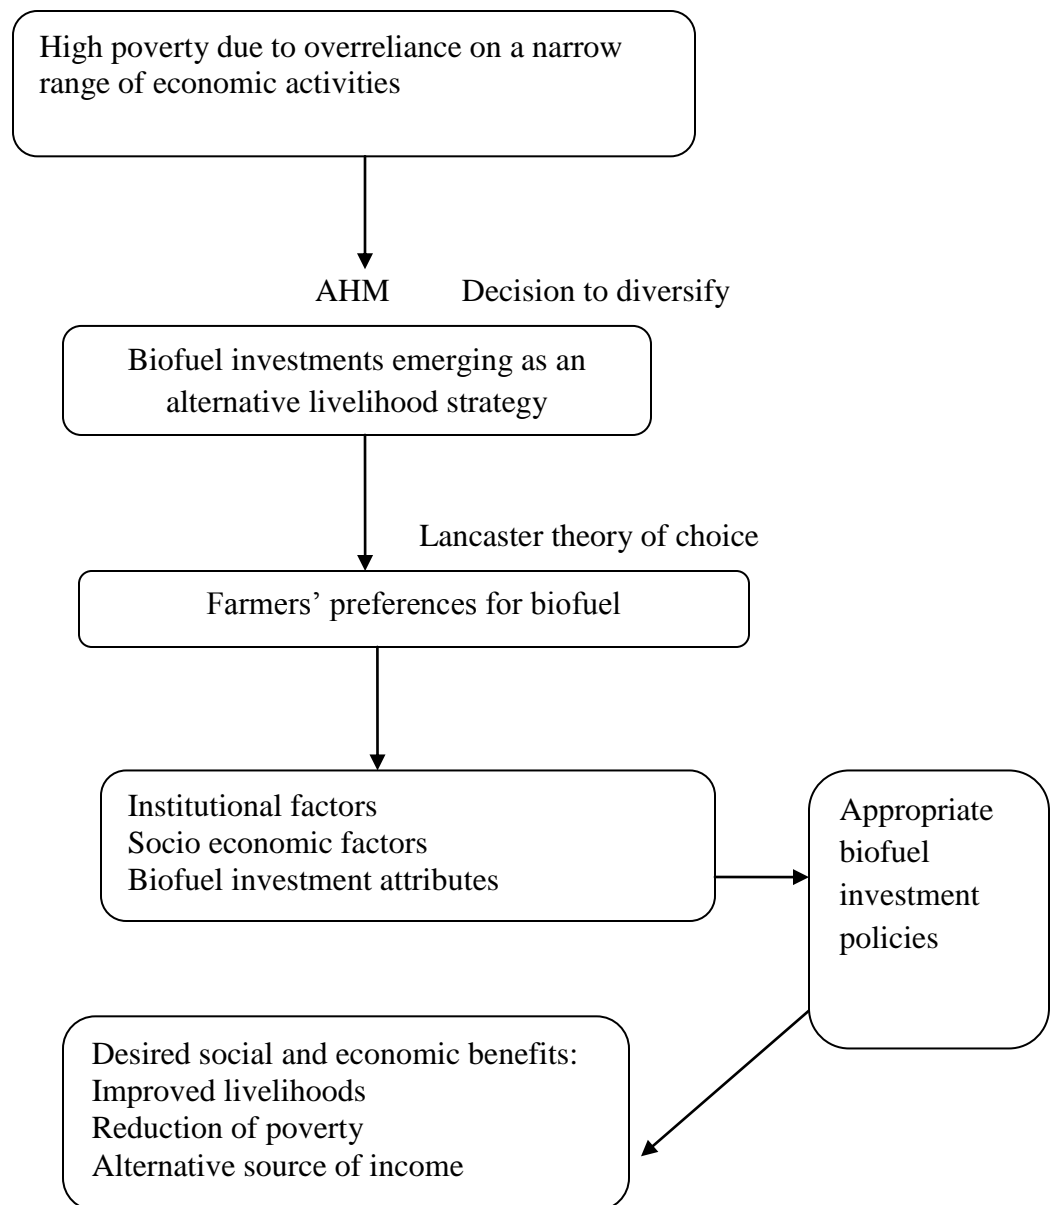 High poverty due to overreliance on a narrow
range of economic activities
AHM Decision to diversify
Biofuel investments emerging as an
alternative livelihood strategy
Lancaster theory of choice
Farmers’ preferences for biofuel
Institutional factors
Socio economic factors
Biofuel investment attributes
Appropriate
biofuel
investment
policies
Desired social and economic benefits:
Improved livelihoods
Reduction of poverty
Alternative source of income